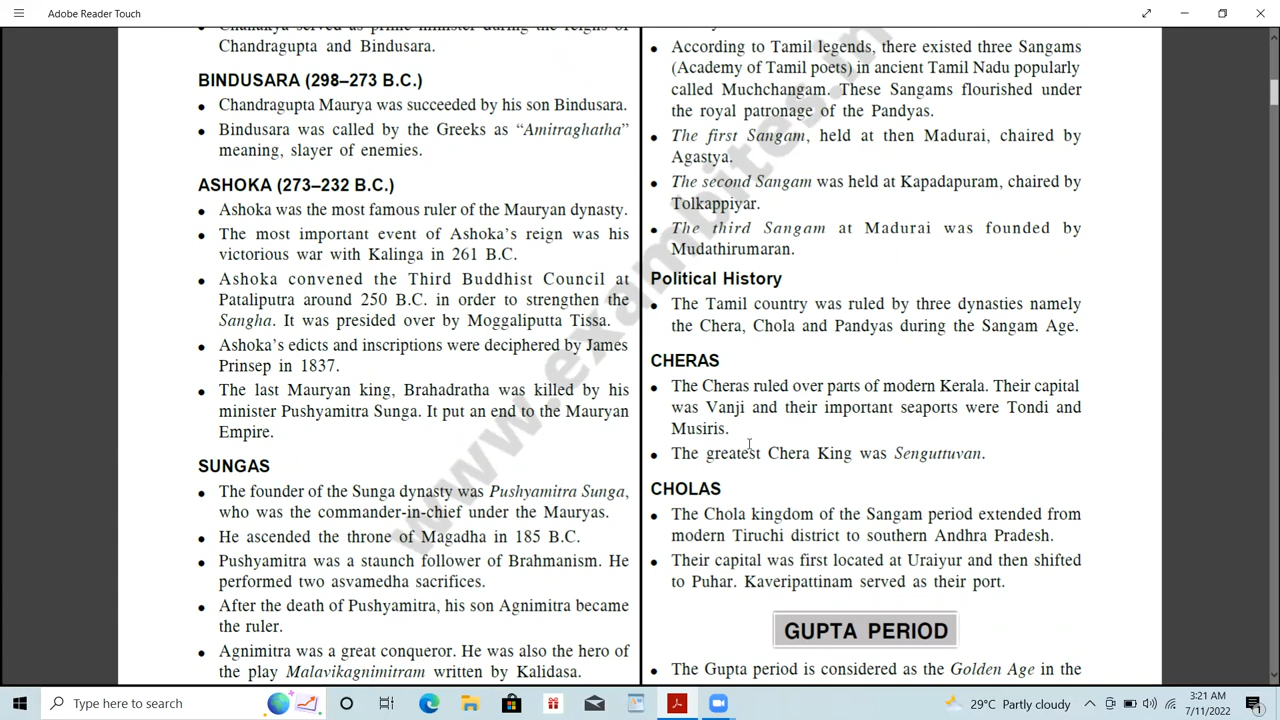 Adobe Reader Touch
Chanakya served as prime minister during the reigns of
Chandragupta and Bindusara.
BINDUSARA (298–273 B.C.)
• Chandragupta Maurya was succeeded by his son Bindusara.
• Bindusara was called by the Greeks as “Amitraghatha”
meaning, slayer of enemies.
ASHOKA (273–232 B.C.)
• Ashoka was the most famous ruler of the Mauryan dynasty.
• The most important event of Ashoka’s reign was his
victorious war with Kalinga in 261 B.C.
• Ashoka convened the Third Buddhist Council at
Pataliputra around 250 B.C. in order to strengthen the
Sangha. It was presided over by Moggaliputta Tissa.
• Ashoka’s edicts and inscriptions were deciphered by James
Prinsep in 1837.
• The last Mauryan king, Brahadratha was killed by his
minister Pushyamitra Sunga. It put an end to the Mauryan
Empire.
SUNGAS
• The founder of the Sunga dynasty was Pushyamitra Sunga,
who was the commander-in-chief under the Mauryas.
• He ascended the throne of Magadha in 185 B.C.
• Pushyamitra was a staunch follower of Brahmanism. He
performed two asvamedha sacrifices.
• After the death of Pushyamitra, his son Agnimitra became
the ruler.
• Agnimitra was a great conqueror. He was also the hero of
the play Malavikagnimitram written by Kalidasa.
• According to Tamil legends, there existed three Sangams
(Academy of Tamil poets) in ancient Tamil Nadu popularly
called Muchchangam. These Sangams flourished under
the royal patronage of the Pandyas.
• The first Sangam, held at then Madurai, chaired by
Agastya.
• The second Sangam was held at Kapadapuram, chaired by
Tolkappiyar.
• The third Sangam at Madurai was founded by
Mudathirumaran.
Political History
• The Tamil country was ruled by three dynasties namely
the Chera, Chola and Pandyas during the Sangam Age.
CHERAS
• The Cheras ruled over parts of modern Kerala. Their capital
was Vanji and their important seaports were Tondi and
Musiris.
• The greatest Chera King was Senguttuvan.
CHOLAS
• The Chola kingdom of the Sangam period extended from
modern Tiruchi district to southern Andhra Pradesh.
• Their capital was first located at Uraiyur and then shifted
to Puhar. Kaveripattinam served as their port.
GUPTA PERIOD
• The Gupta period is considered as the Golden Age in the
www.exambites.in
Type here to search
29°C Partly cloudy
3:21 AM
7/11/2022
1